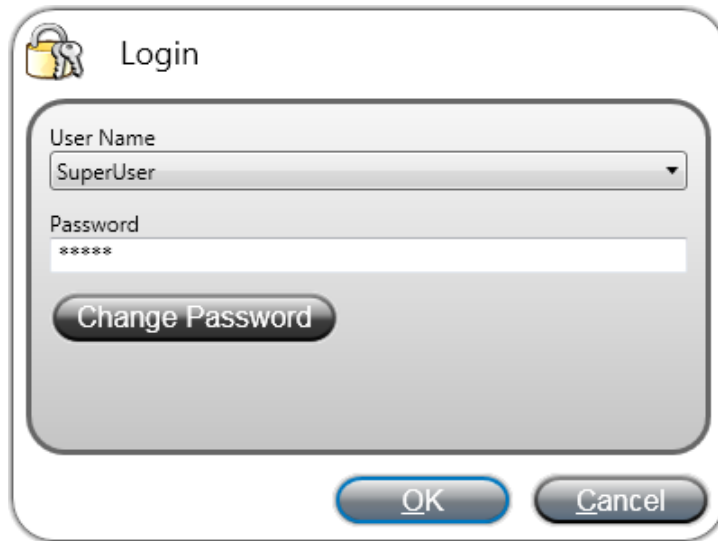 Login
User Name
SuperUser
Password
*****
Change Password
OK
Cancel